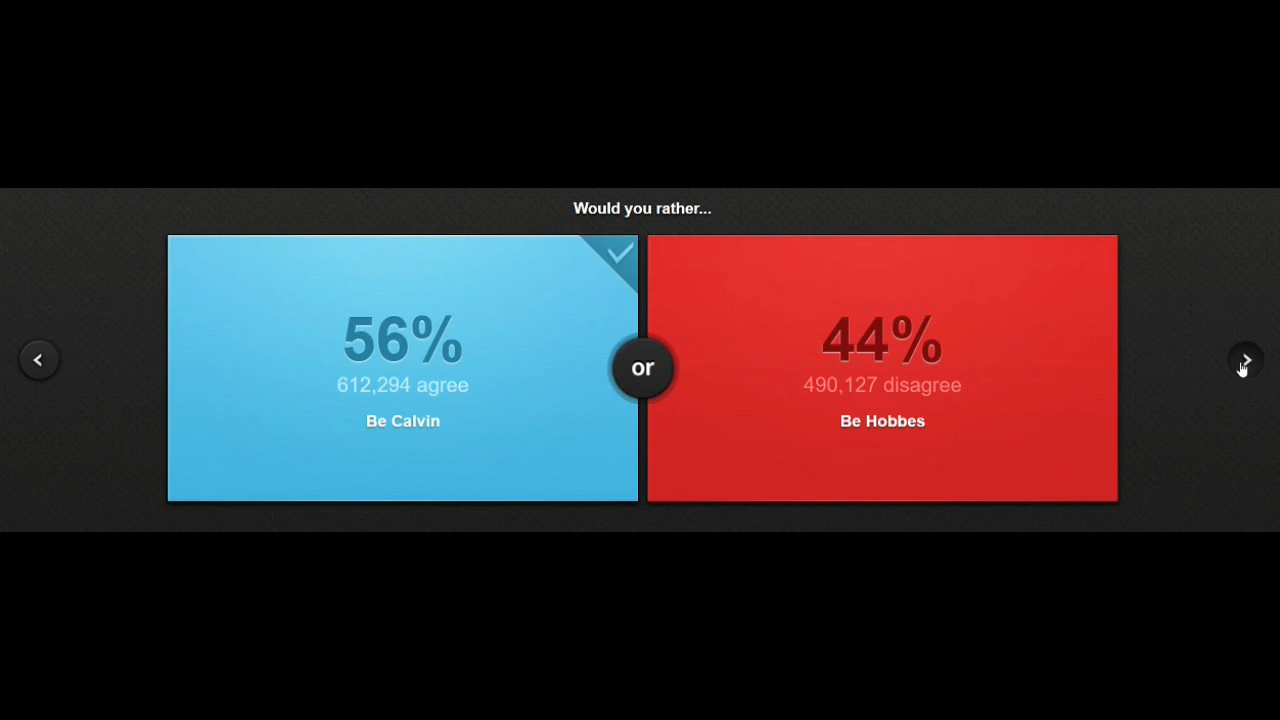 Would you rather...
56%
612,294 agree
Be Calvin
or
44%
490,127 disagree
Be Hobbes